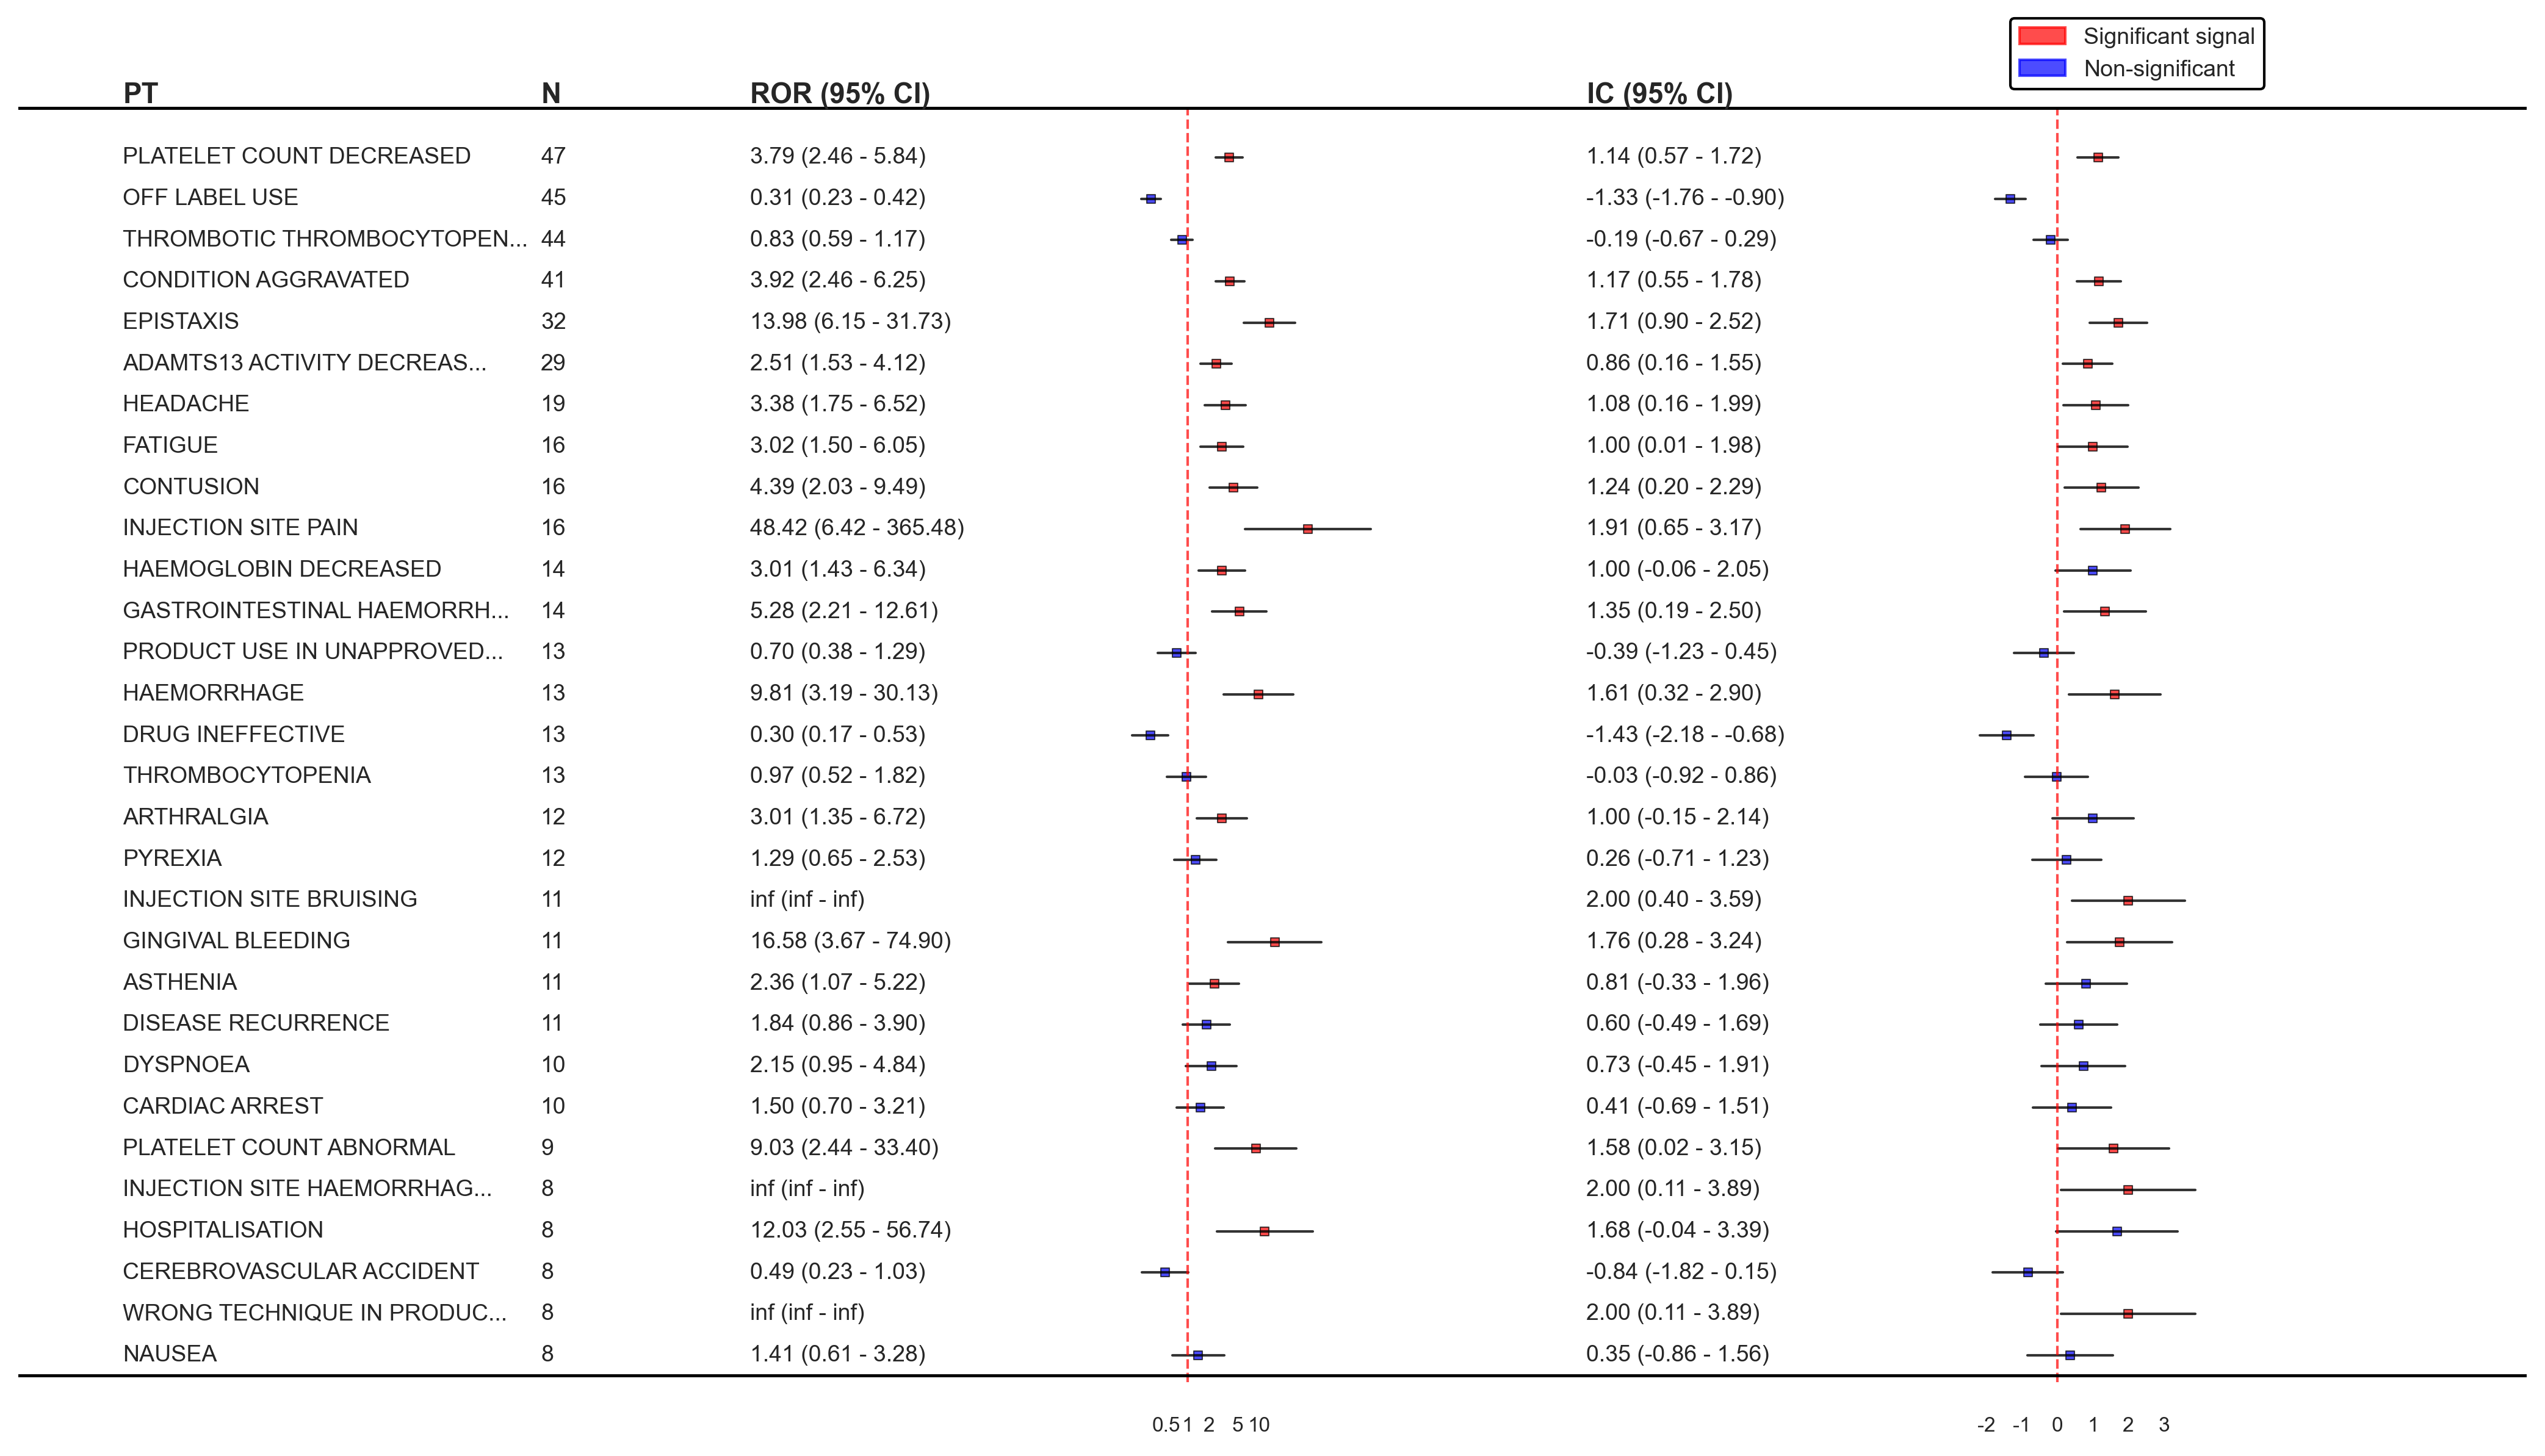 Significant signal
Non-significant
PT N ROR (95% CI) IC (95% CI)
PLATELET COUNT DECREASED 47 3.79 (2.46 - 5.84) 1.14 (0.57 - 1.72)
OFF LABEL USE 45 0.31 (0.23 - 0.42) -1.33 (-1.76 - -0.90)
THROMBOTIC THROMBOCYTOPEN... 44 0.83 (0.59 - 1.17) -0.19 (-0.67 - 0.29)
CONDITION AGGRAVATED 41 3.92 (2.46 - 6.25) 1.17 (0.55 - 1.78)
EPISTAXIS 32 13.98 (6.15 - 31.73) 1.71 (0.90 - 2.52)
ADAMTS13 ACTIVITY DECREAS... 29 2.51 (1.53 - 4.12) 0.86 (0.16 - 1.55)
HEADACHE 19 3.38 (1.75 - 6.52) 1.08 (0.16 - 1.99)
FATIGUE 16 3.02 (1.50 - 6.05) 1.00 (0.01 - 1.98)
CONTUSION 16 4.39 (2.03 - 9.49) 1.24 (0.20 - 2.29)
INJECTION SITE PAIN 16 48.42 (6.42 - 365.48) 1.91 (0.65 - 3.17)
HAEMOGLOBIN DECREASED 14 3.01 (1.43 - 6.34) 1.00 (-0.06 - 2.05)
GASTROINTESTINAL HAEMORRH... 14 5.28 (2.21 - 12.61) 1.35 (0.19 - 2.50)
PRODUCT USE IN UNAPPROVED... 13 0.70 (0.38 - 1.29) -0.39 (-1.23 - 0.45)
HAEMORRHAGE 13 9.81 (3.19 - 30.13) 1.61 (0.32 - 2.90)
DRUG INEFFECTIVE 13 0.30 (0.17 - 0.53) -1.43 (-2.18 - -0.68)
THROMBOCYTOPENIA 13 0.97 (0.52 - 1.82) -0.03 (-0.92 - 0.86)
ARTHRALGIA 12 3.01 (1.35 - 6.72) 1.00 (-0.15 - 2.14)
PYREXIA 12 1.29 (0.65 - 2.53) 0.26 (-0.71 - 1.23)
INJECTION SITE BRUISING 11 inf (inf - inf) 2.00 (0.40 - 3.59)
GINGIVAL BLEEDING 11 16.58 (3.67 - 74.90) 1.76 (0.28 - 3.24)
ASTHENIA 11 2.36 (1.07 - 5.22) 0.81 (-0.33 - 1.96)
DISEASE RECURRENCE 11 1.84 (0.86 - 3.90) 0.60 (-0.49 - 1.69)
DYSPNOEA 10 2.15 (0.95 - 4.84) 0.73 (-0.45 - 1.91)
CARDIAC ARREST 10 1.50 (0.70 - 3.21) 0.41 (-0.69 - 1.51)
PLATELET COUNT ABNORMAL 9 9.03 (2.44 - 33.40) 1.58 (0.02 - 3.15)
INJECTION SITE HAEMORRHAG... 8 inf (inf - inf) 2.00 (0.11 - 3.89)
HOSPITALISATION 8 12.03 (2.55 - 56.74) 1.68 (-0.04 - 3.39)
CEREBROVASCULAR ACCIDENT 8 0.49 (0.23 - 1.03) -0.84 (-1.82 - 0.15)
WRONG TECHNIQUE IN PRODUC... 8 inf (inf - inf) 2.00 (0.11 - 3.89)
NAUSEA 8 1.41 (0.61 - 3.28) 0.35 (-0.86 - 1.56)
0.5 1 2 5 10 -2 -1 0 1 2 3